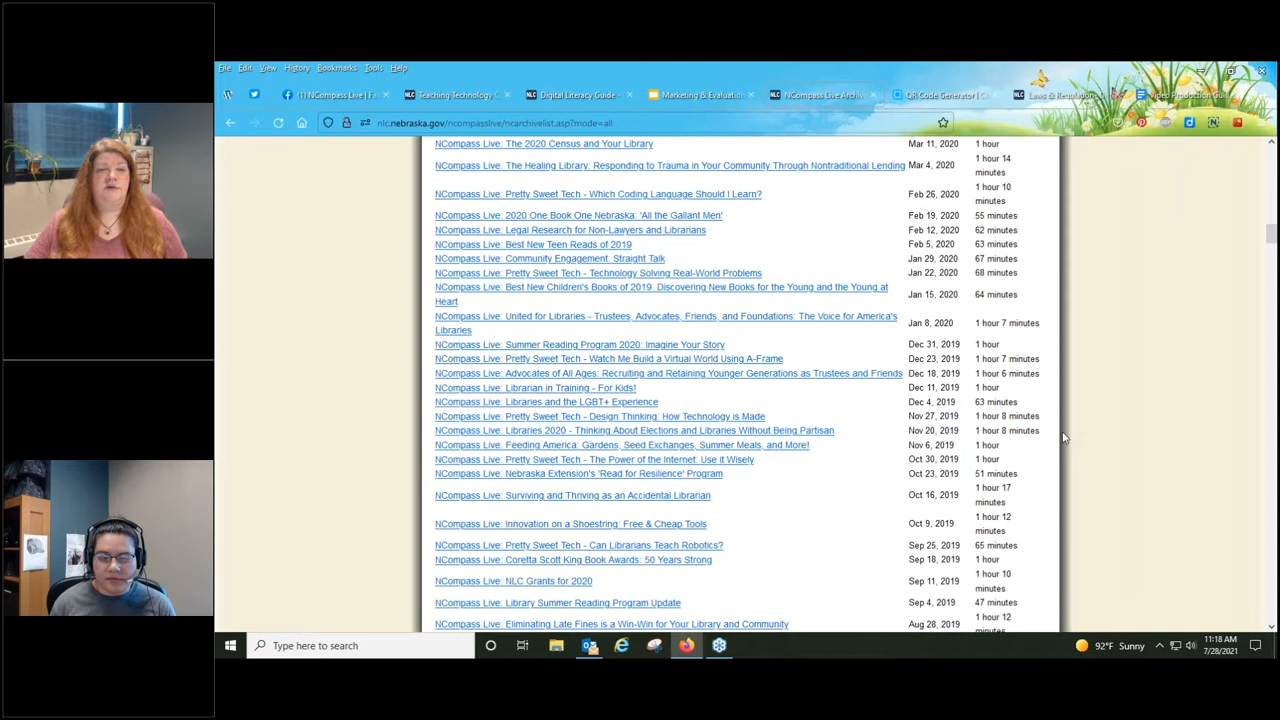 File Edit View History Bookmarks Tools Help
(1) NCompass Live | Fa
Teaching Technology C
Digital Literacy Guide -
Marketing & Evaluation
NCompass Live Archiv
QR Code Generator | C
Laws & Regulation
Video Production Gui
nlc.nebraska.gov/ncompasslive/ncarchivelist.asp?mode=all
NCompass Live: The 2020 Census and Your Library Mar 11, 2020 1 hour
NCompass Live: The Healing Library: Responding to Trauma in Your Community Through Nontraditional Lending Mar 4, 2020 1 hour 14
minutes
NCompass Live: Pretty Sweet Tech - Which Coding Language Should I Learn? Feb 26, 2020 1 hour 10
minutes
NCompass Live: 2020 One Book One Nebraska: 'All the Gallant Men' Feb 19, 2020 55 minutes
NCompass Live: Legal Research for Non-Lawyers and Librarians Feb 12, 2020 62 minutes
NCompass Live: Best New Teen Reads of 2019 Feb 5, 2020 63 minutes
NCompass Live: Community Engagement: Straight Talk Jan 29, 2020 67 minutes
NCompass Live: Pretty Sweet Tech - Technology Solving Real-World Problems Jan 22, 2020 68 minutes
NCompass Live: Best New Children's Books of 2019: Discovering New Books for the Young and the Young at
Heart Jan 15, 2020 64 minutes
NCompass Live: United for Libraries - Trustees, Advocates, Friends, and Foundations: The Voice for America's
Libraries Jan 8, 2020 1 hour 7 minutes
NCompass Live: Summer Reading Program 2020: Imagine Your Story Dec 31, 2019 1 hour
NCompass Live: Pretty Sweet Tech - Watch Me Build a Virtual World Using A-Frame Dec 23, 2019 1 hour 7 minutes
NCompass Live: Advocates of All Ages: Recruiting and Retaining Younger Generations as Trustees and Friends Dec 18, 2019 1 hour 6 minutes
NCompass Live: Librarian in Training - For Kids! Dec 11, 2019 1 hour
NCompass Live: Libraries and the LGBT+ Experience Dec 4, 2019 63 minutes
NCompass Live: Pretty Sweet Tech - Design Thinking: How Technology is Made Nov 27, 2019 1 hour 8 minutes
NCompass Live: Libraries 2020 - Thinking About Elections and Libraries Without Being Partisan Nov 20, 2019 1 hour 8 minutes
NCompass Live: Feeding America: Gardens, Seed Exchanges, Summer Meals, and More! Nov 6, 2019 1 hour
NCompass Live: Pretty Sweet Tech - The Power of the Internet: Use it Wisely Oct 30, 2019 1 hour
NCompass Live: Nebraska Extension's 'Read for Resilience' Program Oct 23, 2019 51 minutes
NCompass Live: Surviving and Thriving as an Accidental Librarian Oct 16, 2019 1 hour 17
minutes
NCompass Live: Innovation on a Shoestring: Free & Cheap Tools Oct 9, 2019 1 hour 12
minutes
NCompass Live: Pretty Sweet Tech - Can Librarians Teach Robotics? Sep 25, 2019 65 minutes
NCompass Live: Coretta Scott King Book Awards: 50 Years Strong Sep 18, 2019 1 hour
NCompass Live: NLC Grants for 2020 Sep 11, 2019 1 hour 10
minutes
NCompass Live: Library Summer Reading Program Update Sep 4, 2019 47 minutes
NCompass Live: Eliminating Late Fines is a Win-Win for Your Library and Community Aug 28, 2019 1 hour 12
minutes
Type here to search
92°F Sunny
11:18 AM
7/28/2021